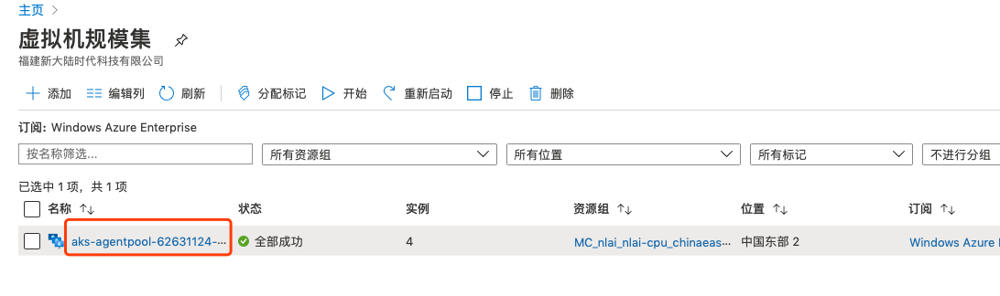 主页
虚拟机规模集
福建新大陆时代科技有限公司
添加 编辑列 刷新 分配标记 开始 重新启动 停止 删除
订阅: Windows Azure Enterprise
按名称筛选... 所有资源组 所有位置 所有标记 不进行分组
已选中 1 项，共 1 项
名称 ↑↓ 状态 实例 资源组 ↑↓ 位置 ↑↓ 订阅 ↑↓
aks-agentpool-62631124-... 全部成功 4 MC_nlai_nlai-cpu_chinaeas... 中国东部 2 Windows Azure